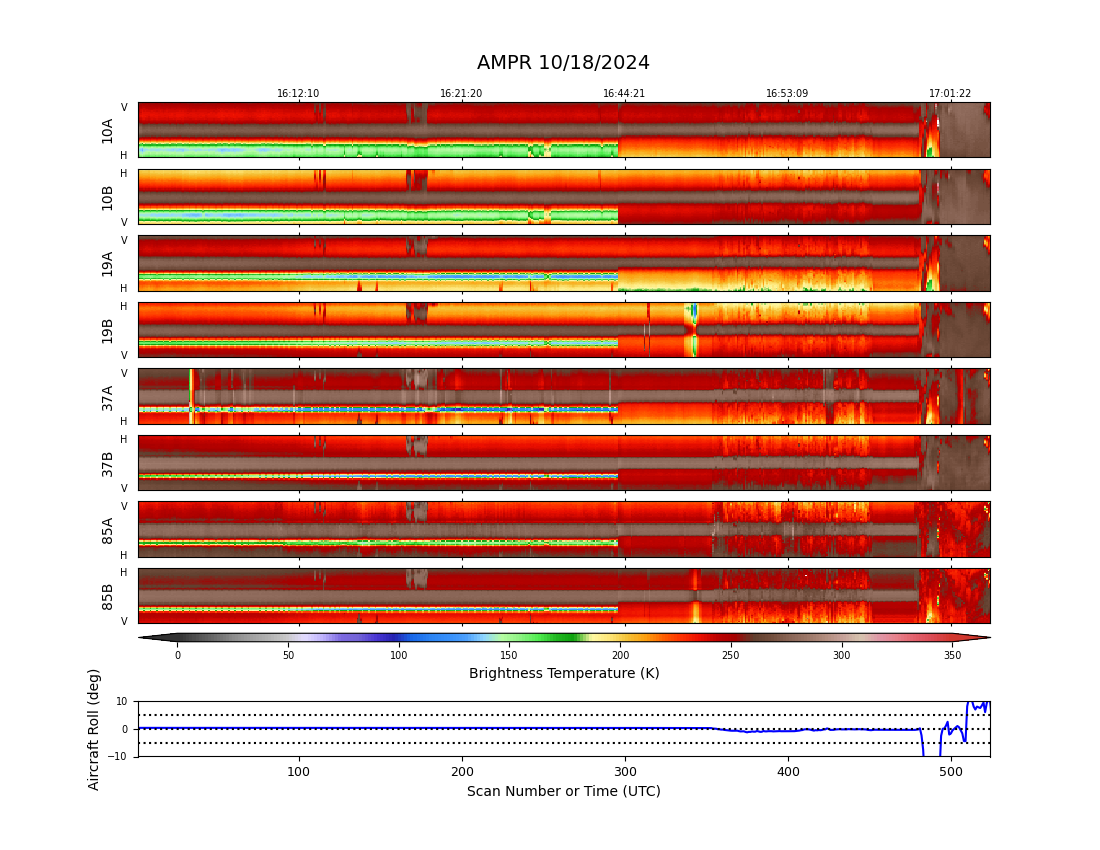 AMPR 10/18/2024
16:12:10 16:21:20 16:44:21 16:53:09 17:01:22
V
10A
H
H
10B
V
V
19A
H
H
19B
V
V
37A
H
H
37B
V
V
85A
H
H
85B
V
0 50 100 150 200 250 300 350
Brightness Temperature (K)
Aircraft Roll (deg)
10
0
−10
100 200 300 400 500
Scan Number or Time (UTC)